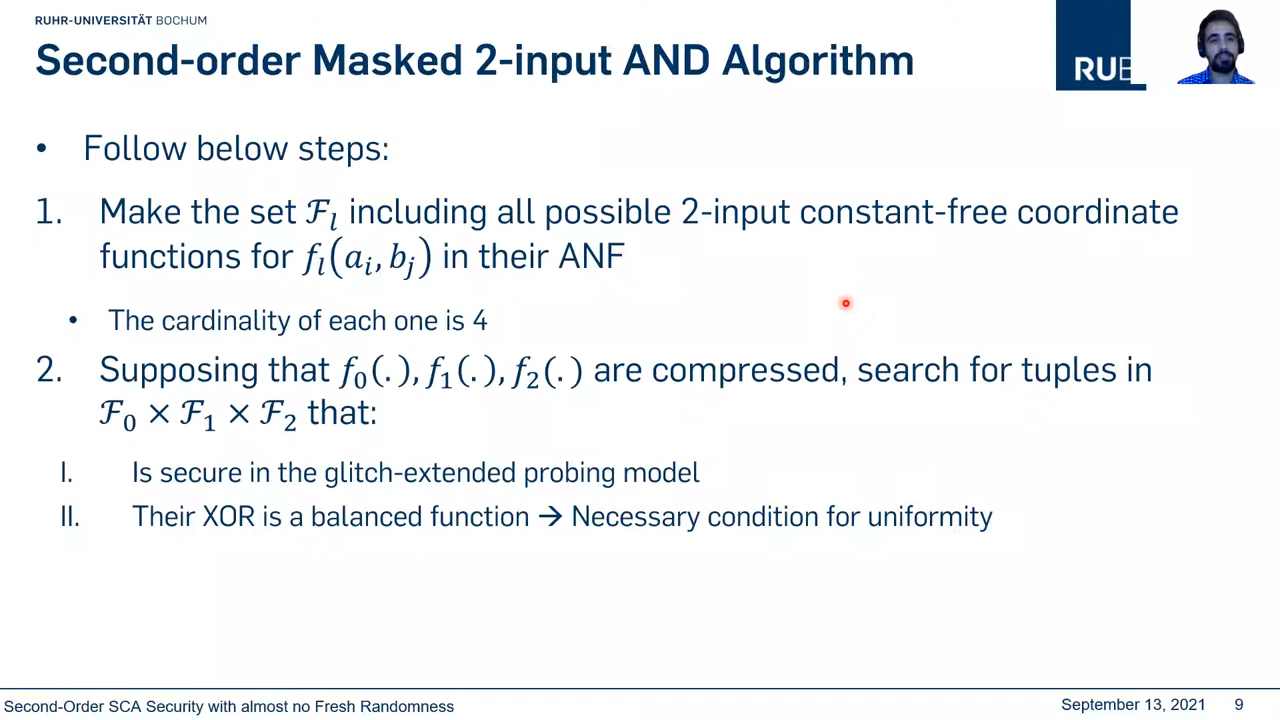 RUHR-UNIVERSITÄT BOCHUM
Second-order Masked 2-input AND Algorithm
RUB
• Follow below steps:
1. Make the set ℱₗ including all possible 2-input constant-free coordinate
functions for fₗ(aᵢ, bⱼ) in their ANF
• The cardinality of each one is 4
2. Supposing that f₀(.), f₁(.), f₂(.) are compressed, search for tuples in
ℱ₀ × ℱ₁ × ℱ₂ that:
I. Is secure in the glitch-extended probing model
II. Their XOR is a balanced function → Necessary condition for uniformity
Second-Order SCA Security with almost no Fresh Randomness
September 13, 2021 9